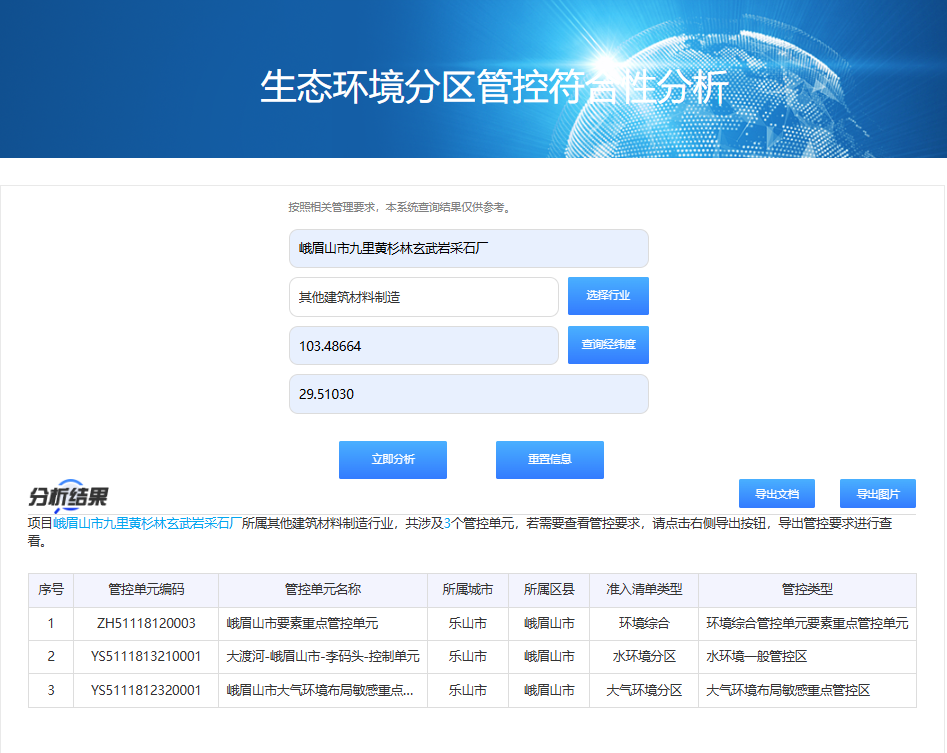 生态环境分区管控符合性分析
按照相关管理要求，本系统查询结果仅供参考。
峨眉山市九里黄杉林玄武岩采石厂
其他建筑材料制造
选择行业
103.48664
查询经纬度
29.51030
立即分析
重置信息
分析结果
导出文档
导出图片
项目峨眉山市九里黄杉林玄武岩采石厂所属其他建筑材料制造行业，共涉及3个管控单元，若需要查看管控要求，请点击右侧导出按钮，导出管控要求进行查
看。
序号 管控单元编码 管控单元名称 所属城市 所属区县 准入清单类型 管控类型
1 ZH51118120003 峨眉山市要素重点管控单元 乐山市 峨眉山市 环境综合 环境综合管控单元要素重点管控单元
2 YS5111813210001 大渡河-峨眉山市-李码头-控制单元 乐山市 峨眉山市 水环境分区 水环境一般管控区
3 YS5111812320001 峨眉山市大气环境布局敏感重点... 乐山市 峨眉山市 大气环境分区 大气环境布局敏感重点管控区